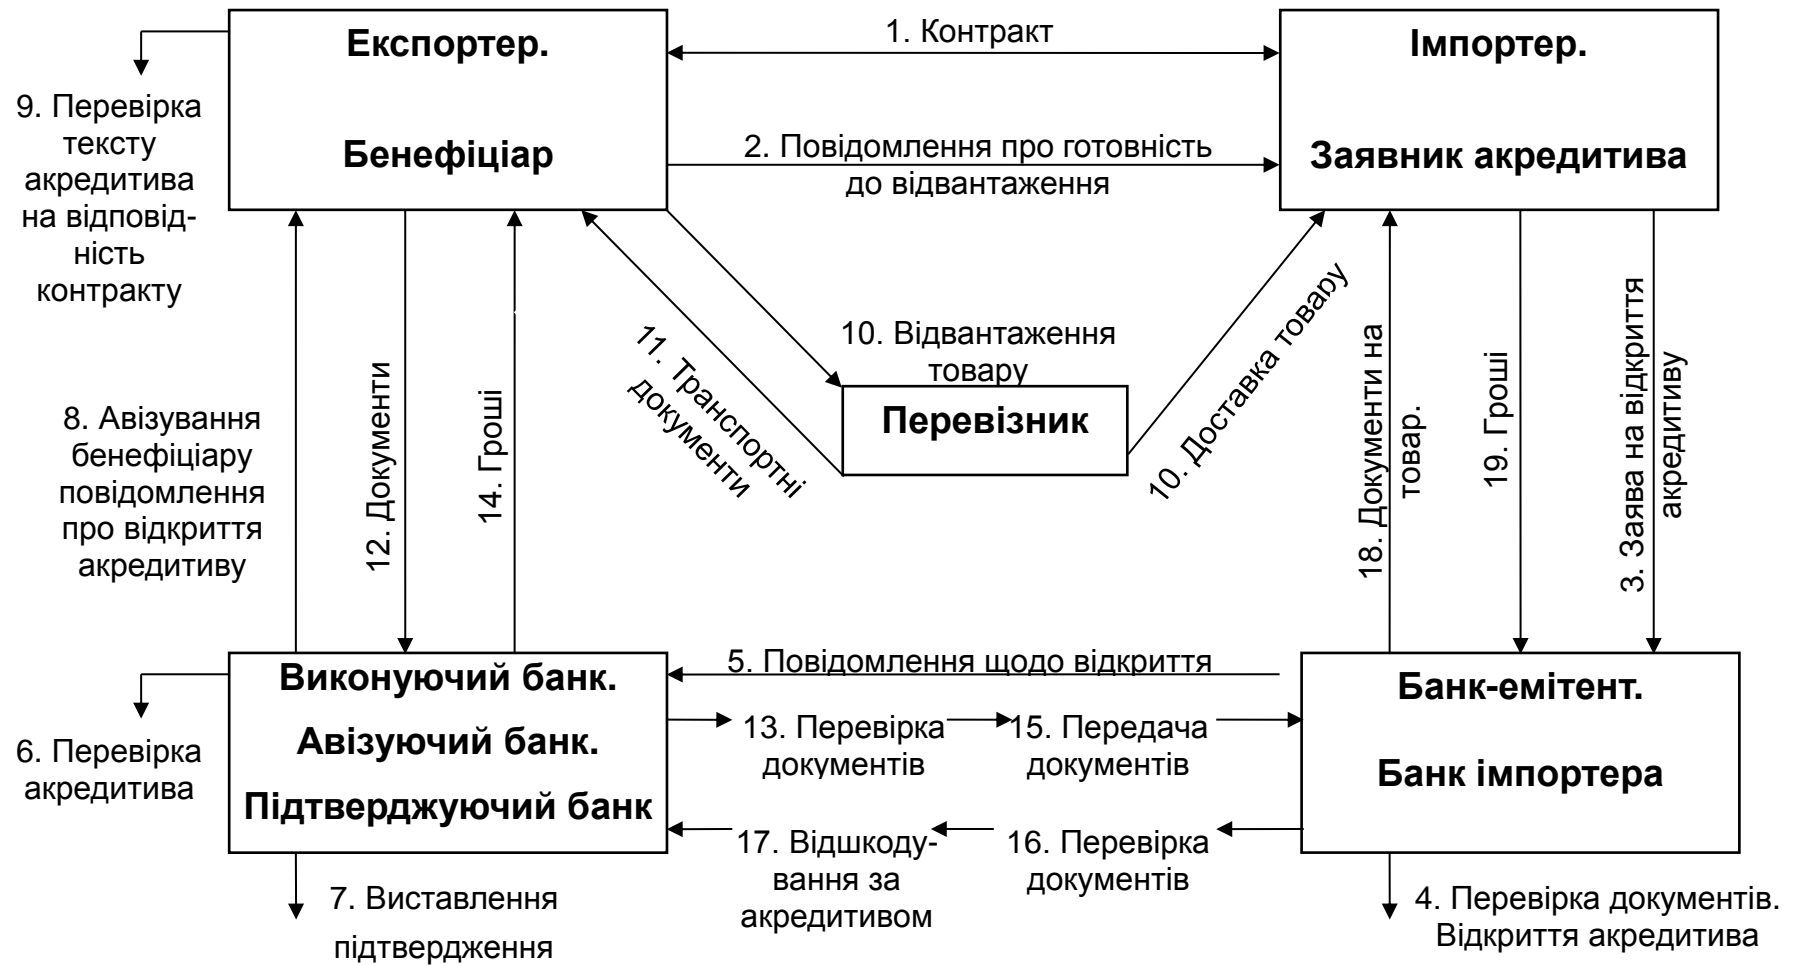 Експортер.
Бенефіціар
1. Контракт
Імпортер.
Заявник акредитива
2. Повідомлення про готовність
до відвантаження
9. Перевірка
тексту
акредитива
на відповід-
ність
контракту
10. Відвантаження
товару
Перевізник
11. Транспортні
документи
10. Доставка товару
8. Авізування
бенефіціару
повідомлення
про відкриття
акредитиву
12. Документи
14. Гроші
18. Документи на
товар.
19. Гроші
3. Заява на відкриття
акредитиву
Виконуючий банк.
Авізуючий банк.
Підтверджуючий банк
5. Повідомлення щодо відкриття
Банк-емітент.
Банк імпортера
13. Перевірка
документів
15. Передача
документів
6. Перевірка
акредитива
17. Відшкоду-
вання за
акредитивом
16. Перевірка
документів
7. Виставлення
підтвердження
4. Перевірка документів.
Відкриття акредитива